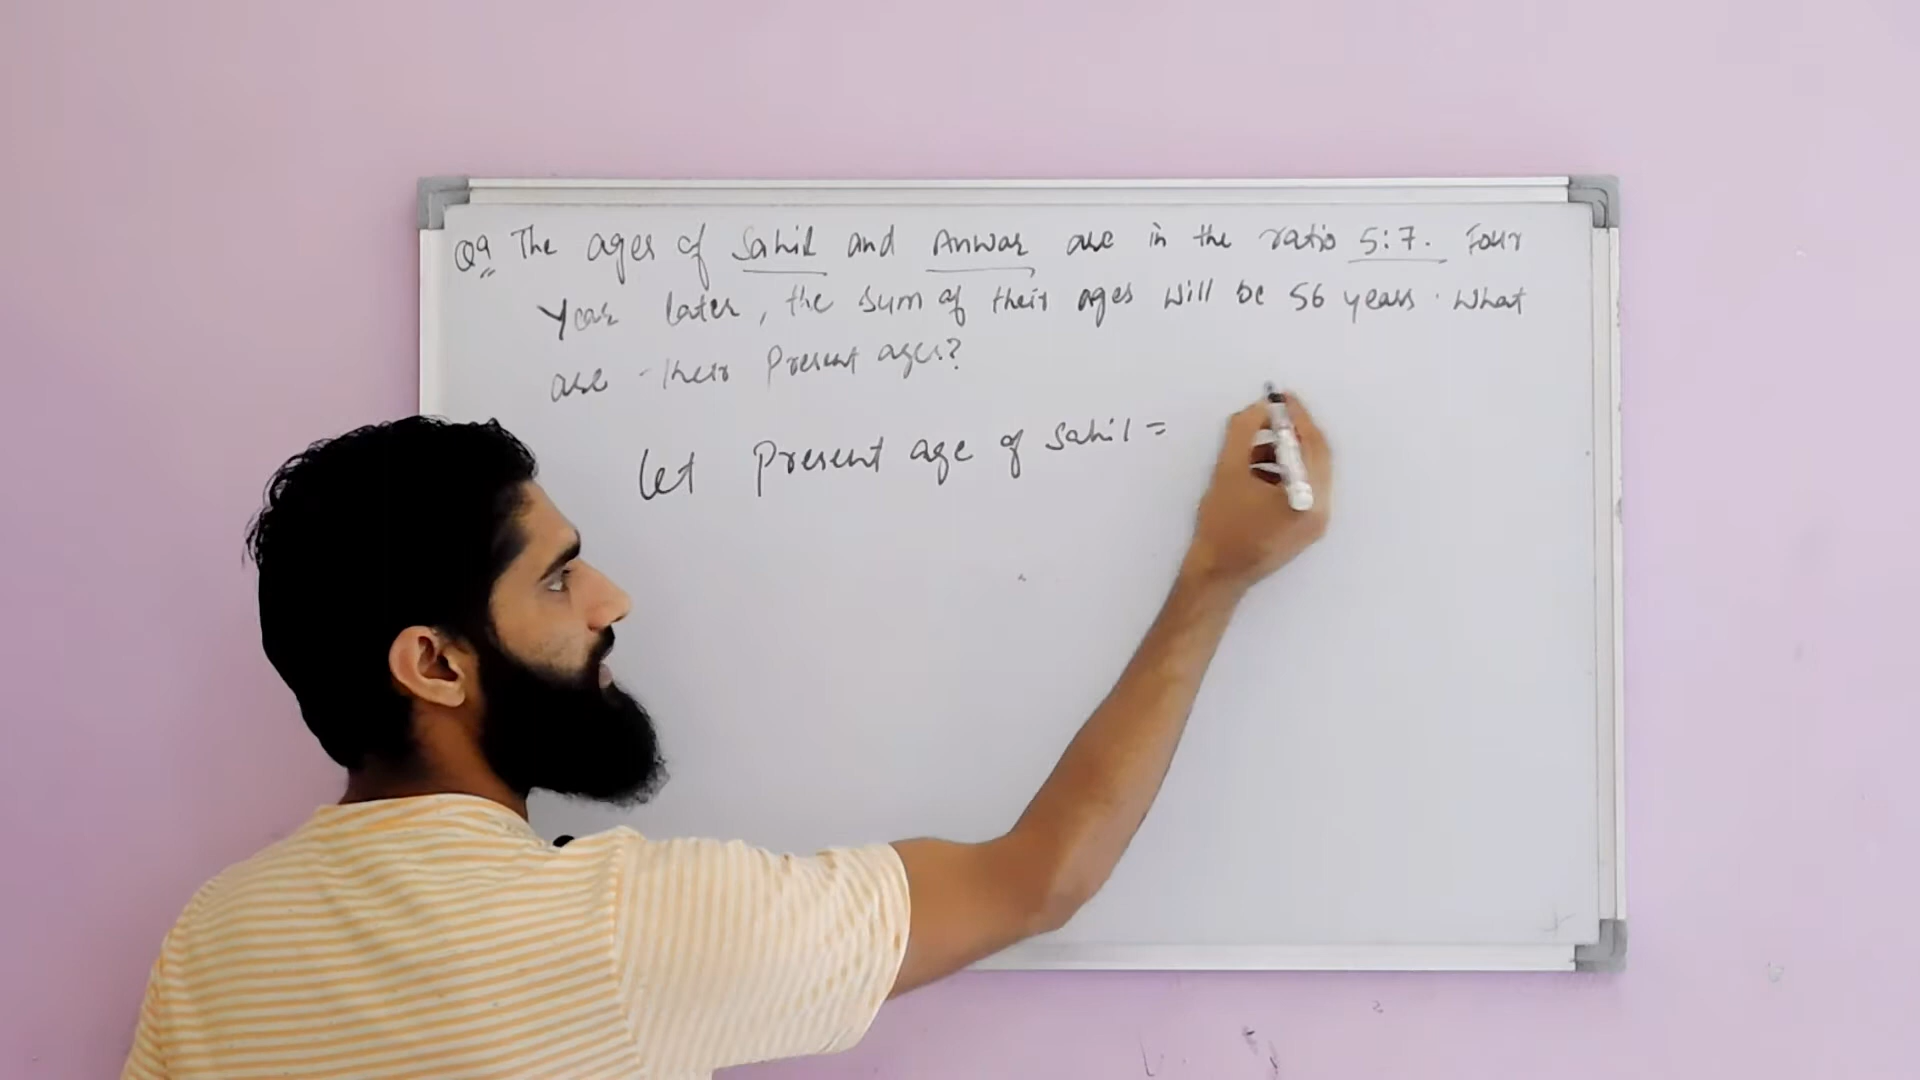 Q9 The ages of Sahil and Anwar are in the ratio 5:7. Four
Year later, the sum of their ages will be 56 years. What
are their Present ages?
Let Present age of Sahil =